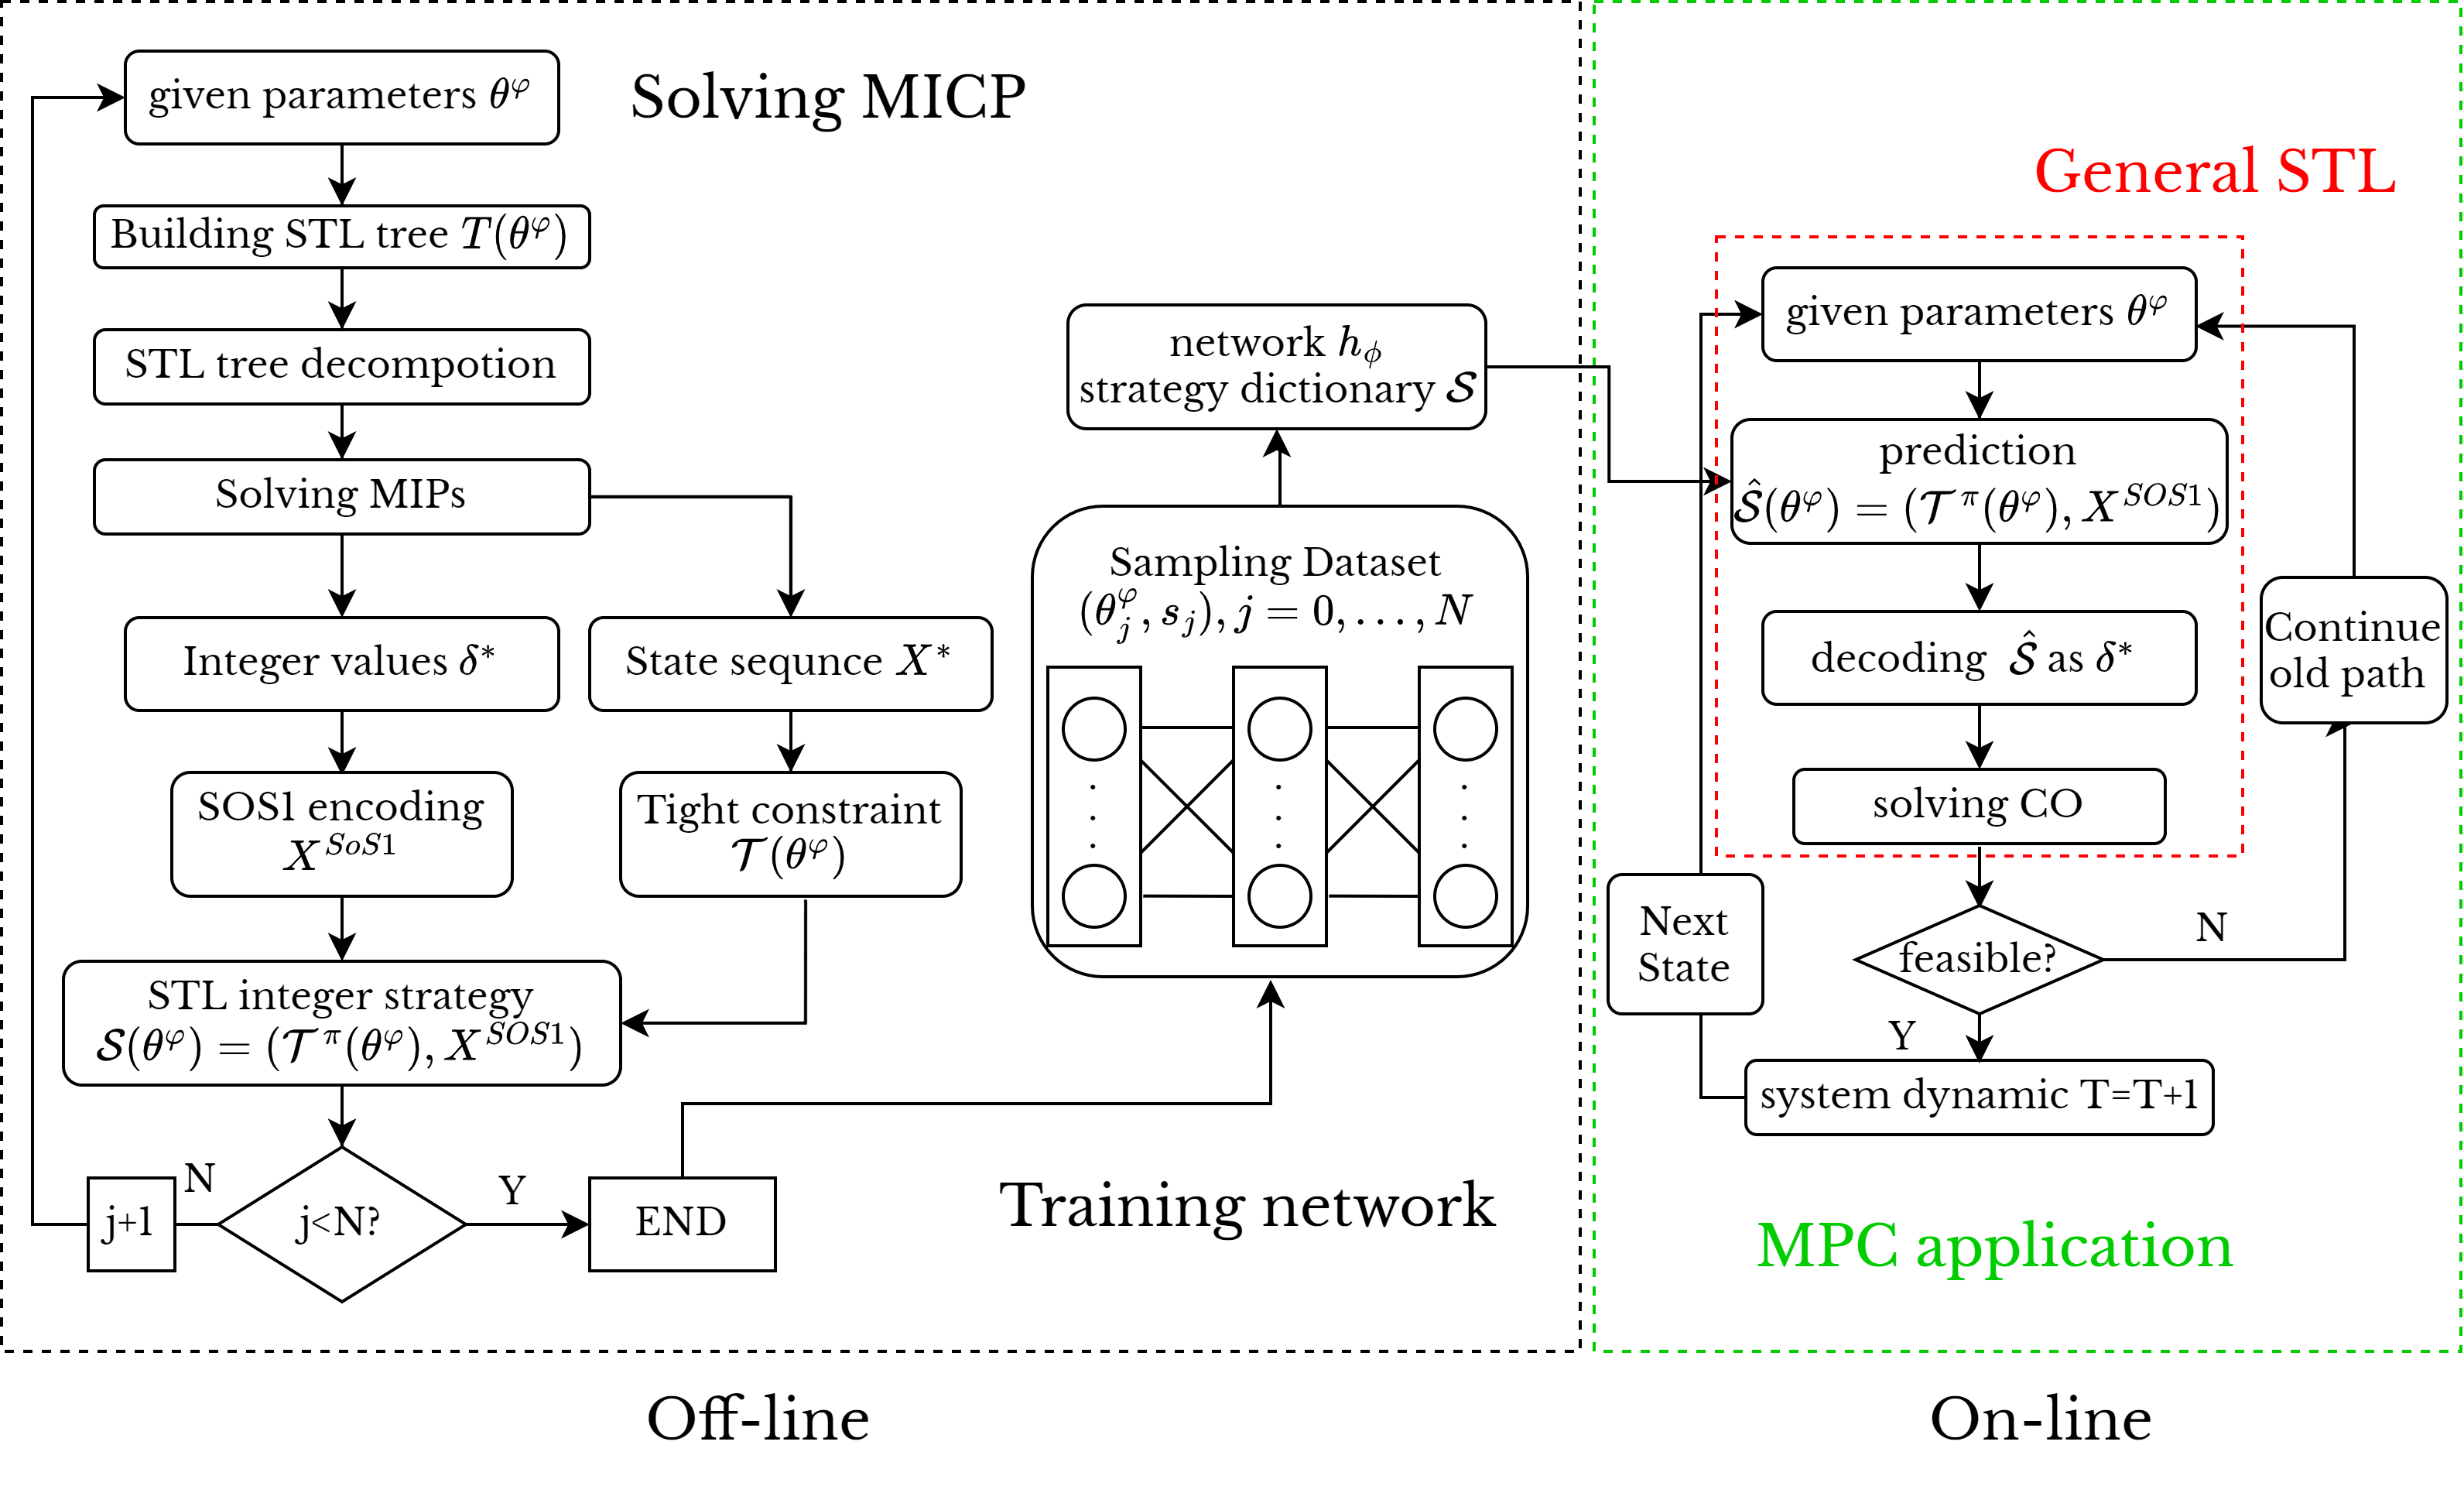 Solving MICP
given parameters θ^φ
Building STL tree T(θ^φ)
STL tree decompotion
Solving MIPs
Integer values δ*
State sequnce X*
SOS1 encoding
X^{SoS1}
Tight constraint
𝒯(θ^φ)
STL integer strategy
𝒮(θ^φ) = (𝒯^π(θ^φ), X^{SOS1})
j<N?
N
j+1
Y
END
network h_ϕ
strategy dictionary 𝒮
Sampling Dataset
(θ_j^φ, s_j), j = 0, . . . , N
Training network
Off-line
General STL
given parameters θ^φ
prediction
𝒮̂(θ^φ) = (𝒯^π(θ^φ), X^{SOS1})
decoding 𝒮̂ as δ*
solving CO
feasible?
N
Continue
old path
Y
system dynamic T=T+1
Next
State
MPC application
On-line